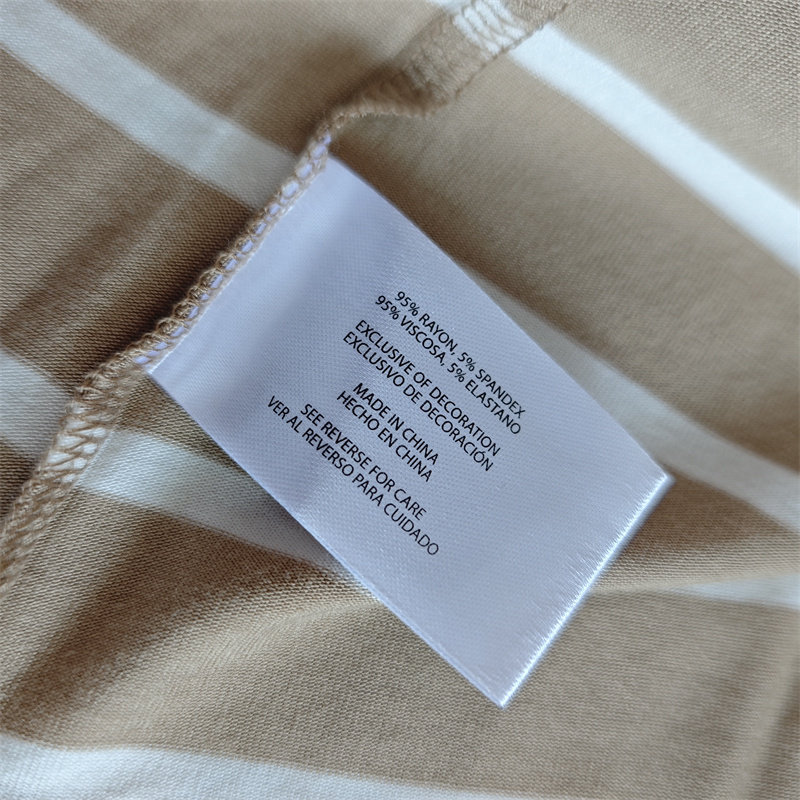 95% RAYON, 5% SPANDEX
95% VISCOSA, 5% ELASTANO
EXCLUSIVE OF DECORATION
EXCLUSIVO DE DECORACIÓN
MADE IN CHINA
HECHO EN CHINA
SEE REVERSE FOR CARE
VER AL REVERSO PARA CUIDADO